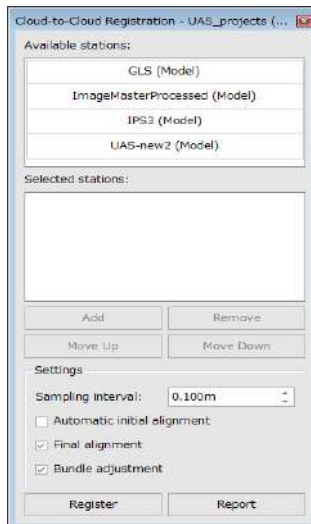 Cloud-to-Cloud Registration - UAS_projects (...
Available stations:
GLS (Model)
ImageMasterProcessed (Model)
IPS3 (Model)
UAS-new2 (Model)
Selected stations:
Add Remove
Move Up Move Down
Settings
Sampling interval: 0.100m
Automatic initial alignment
Final alignment
Bundle adjustment
Register Report